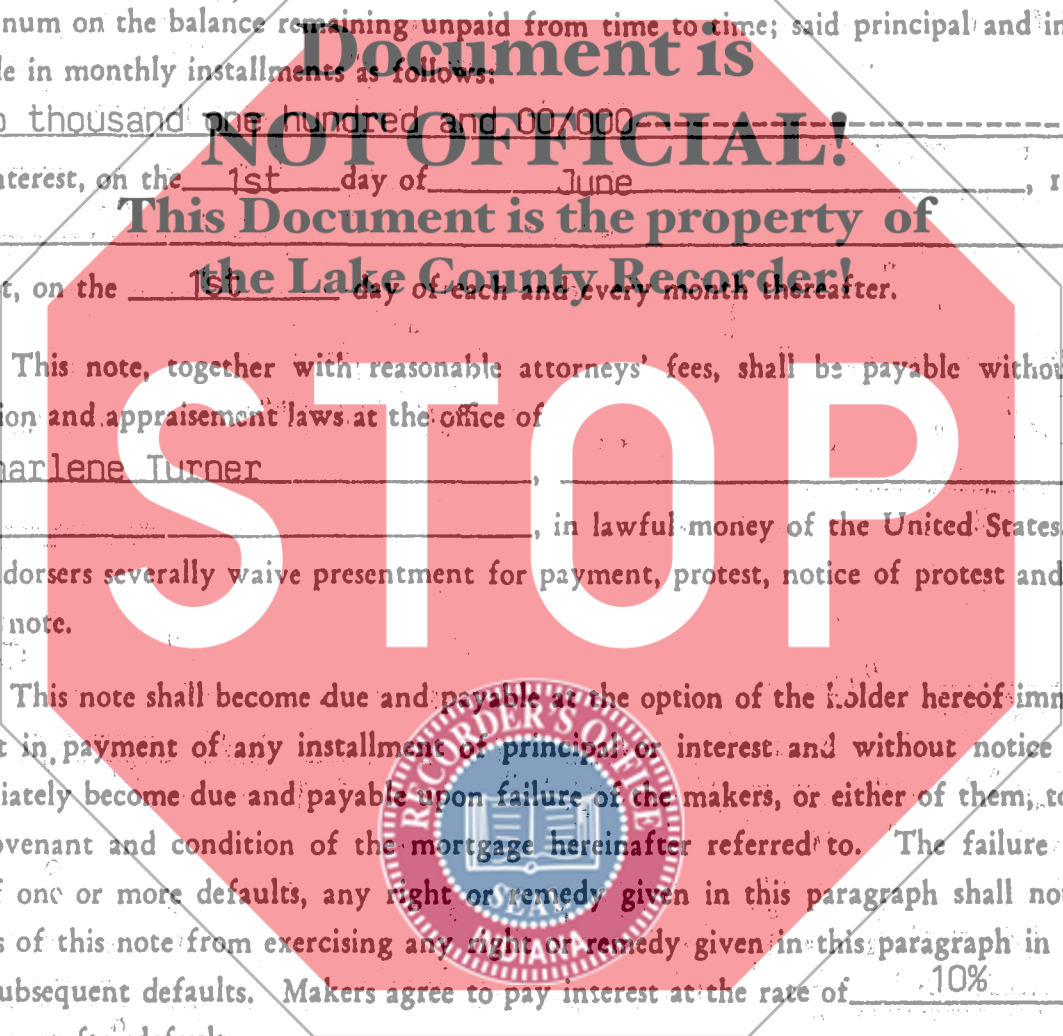 num on the balance remaining unpaid from time to time; said principal and in
Document is
le in monthly installments as follows:
o thousand one hundred and 00/000
NOT OFFICIAL!
nterest, on the 1st day of June , 1
This Document is the property of
the Lake County Recorder!
t, on the 1st day of each and every month thereafter.
This note, together with reasonable attorneys' fees, shall be payable withou
ion and appraisement laws at the office of
STOP
harlene Turner ,
, in lawful money of the United States.
dorsers severally waive presentment for payment, protest, notice of protest and
note.
This note shall become due and payable at the option of the holder hereof imm
t in payment of any installment of principal or interest and without notice
RECORDER'S OFFICE
iately become due and payable upon failure of the makers, or either of them, to
ovenant and condition of the mortgage hereinafter referred to. The failure
f one or more defaults, any right or remedy given in this paragraph shall no
SEAL
s of this note from exercising any right or remedy given in this paragraph in
INDIANA
ubsequent defaults. Makers agree to pay interest at the rate of 10%